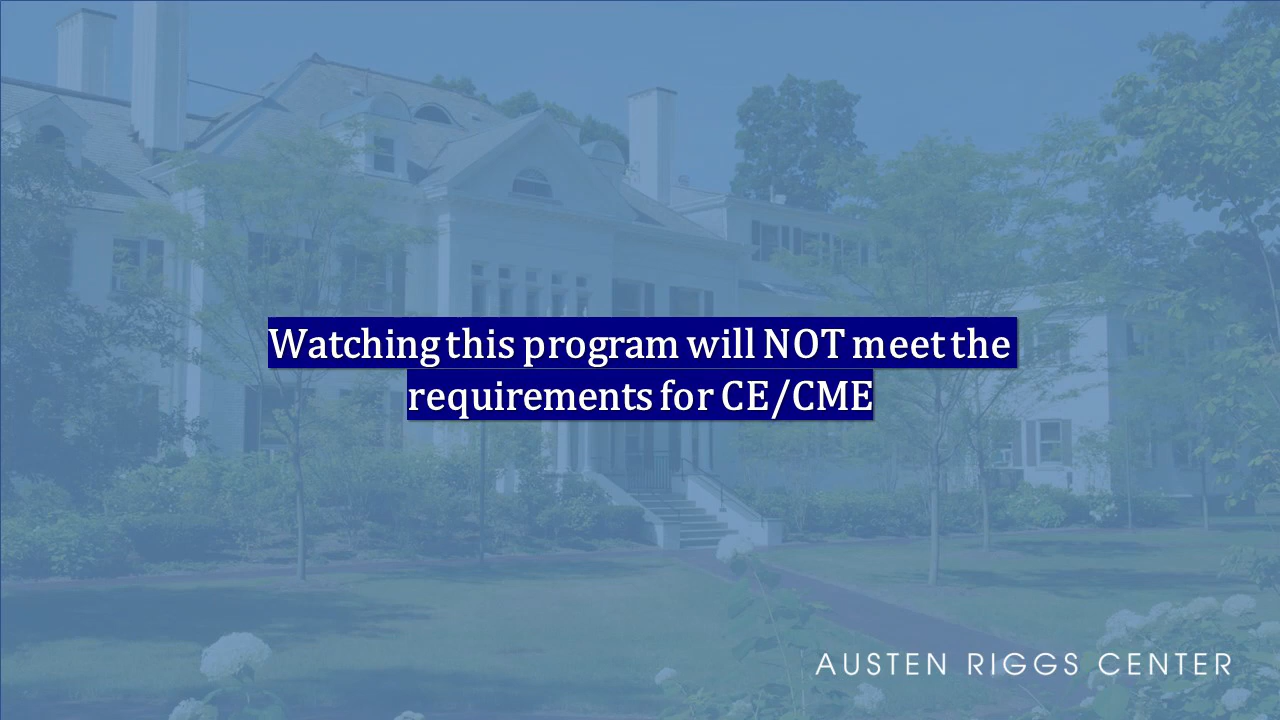 Watching this program will NOT meet the
requirements for CE/CME
AUSTEN RIGGS CENTER